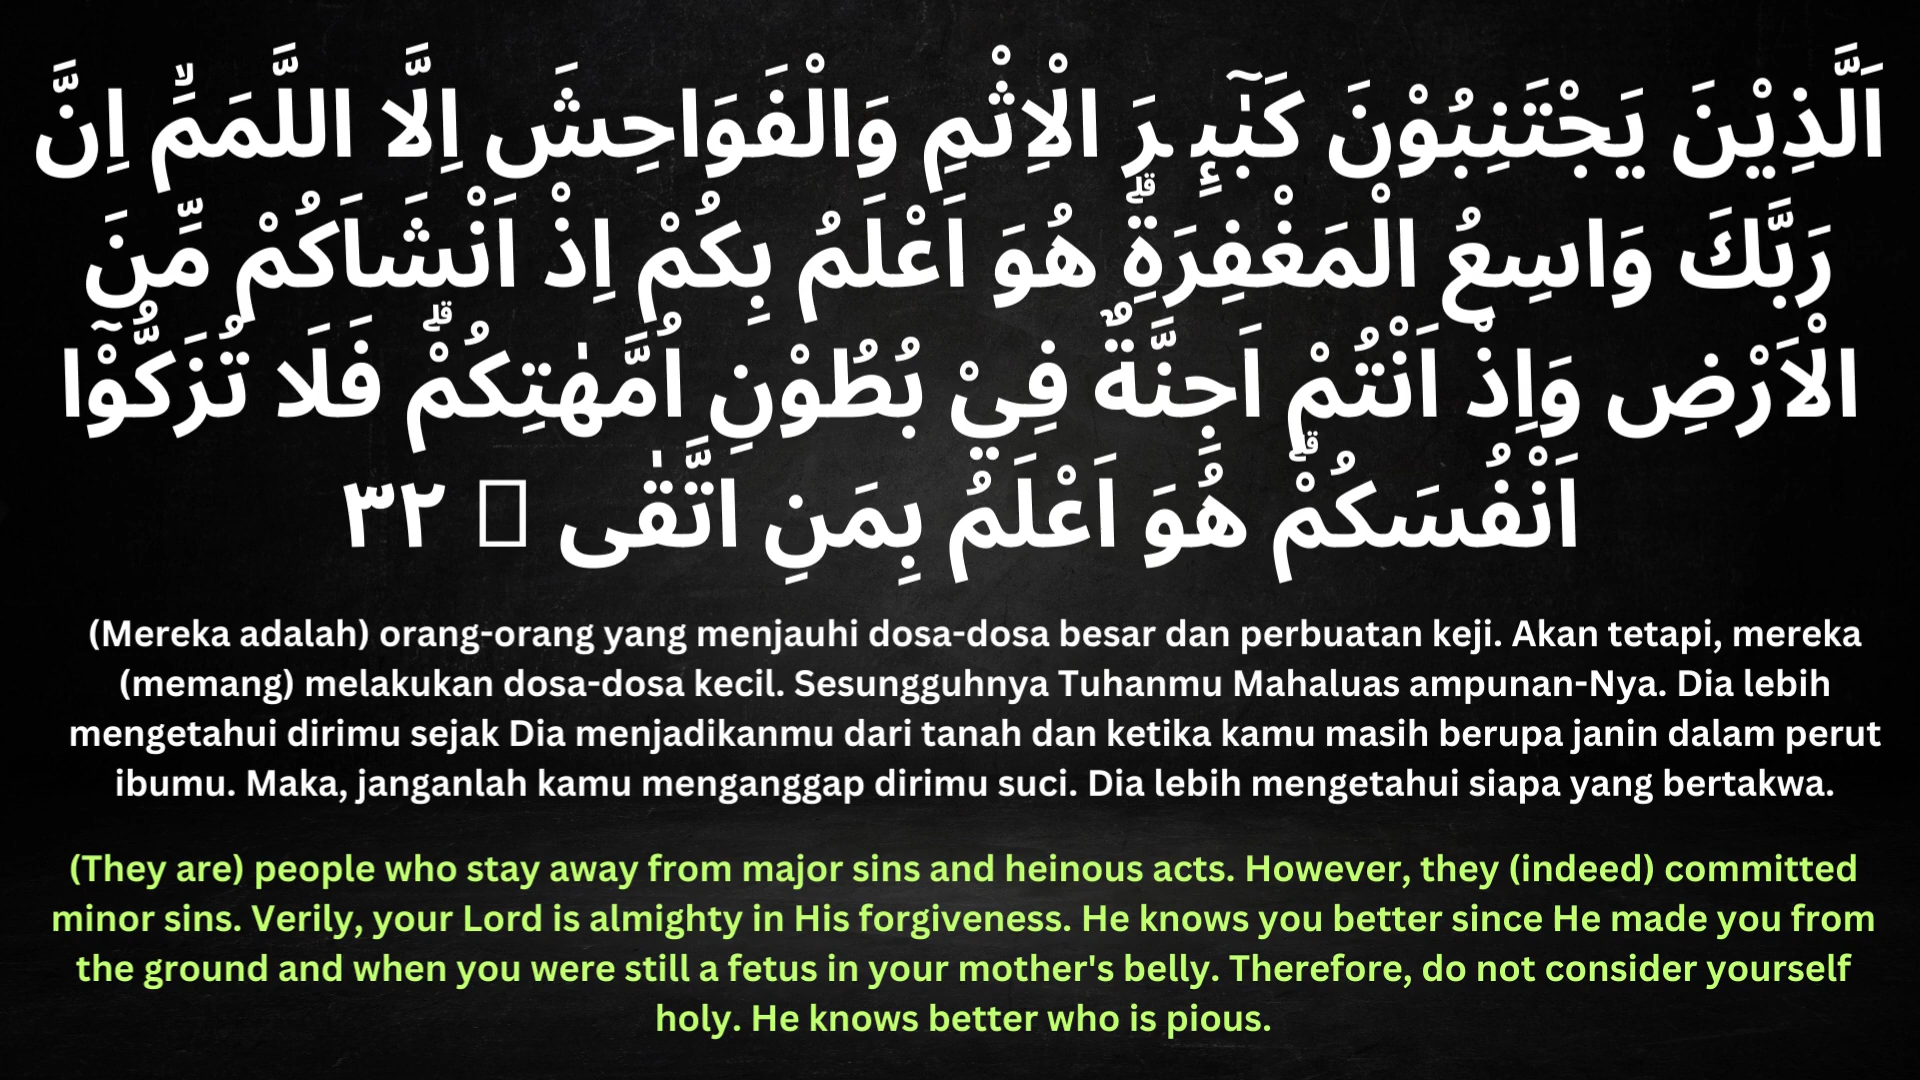 اَلَّذِيْنَ يَجْتَنِبُوْنَ كَبٰۤىِٕرَ الْاِثْمِ وَالْفَوَاحِشَ اِلَّا اللَّمَمَۙ اِنَّ
رَبَّكَ وَاسِعُ الْمَغْفِرَةِۗ هُوَ اَعْلَمُ بِكُمْ اِذْ اَنْشَاَكُمْ مِّنَ
الْاَرْضِ وَاِذْ اَنْتُمْ اَجِنَّةٌ فِيْ بُطُوْنِ اُمَّهٰتِكُمْۗ فَلَا تُزَكُّوْٓا
اَنْفُسَكُمْۗ هُوَ اَعْلَمُ بِمَنِ اتَّقٰى ࣖ ٣٢
(Mereka adalah) orang-orang yang menjauhi dosa-dosa besar dan perbuatan keji. Akan tetapi, mereka
(memang) melakukan dosa-dosa kecil. Sesungguhnya Tuhanmu Mahaluas ampunan-Nya. Dia lebih
mengetahui dirimu sejak Dia menjadikanmu dari tanah dan ketika kamu masih berupa janin dalam perut
ibumu. Maka, janganlah kamu menganggap dirimu suci. Dia lebih mengetahui siapa yang bertakwa.
(They are) people who stay away from major sins and heinous acts. However, they (indeed) committed
minor sins. Verily, your Lord is almighty in His forgiveness. He knows you better since He made you from
the ground and when you were still a fetus in your mother's belly. Therefore, do not consider yourself
holy. He knows better who is pious.